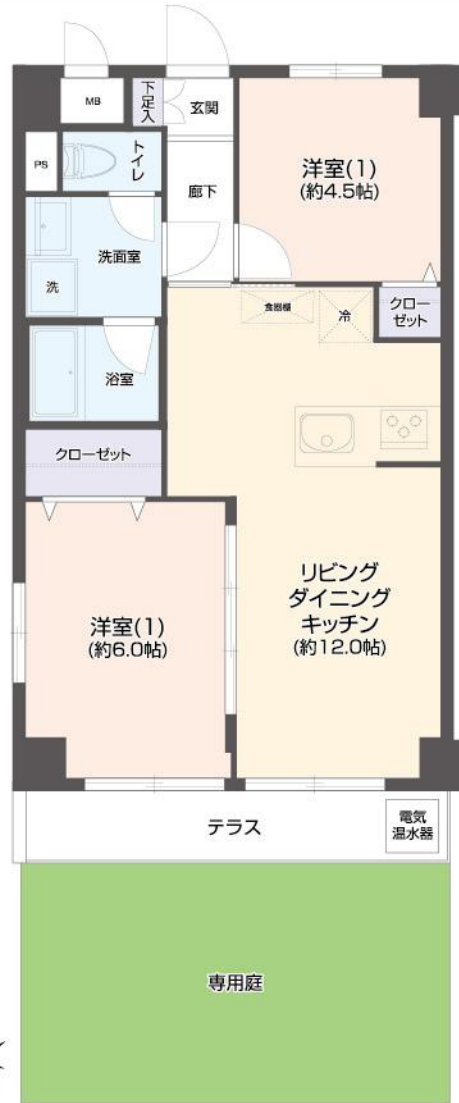 MB
下足入
玄関
PS
トイレ
廊下
洋室(1)
(約4.5帖)
洗面室
洗
クロー
ゼット
食器棚
冷
浴室
クローゼット
リビング
ダイニング
キッチン
(約12.0帖)
洋室(1)
(約6.0帖)
テラス
電気
温水器
専用庭